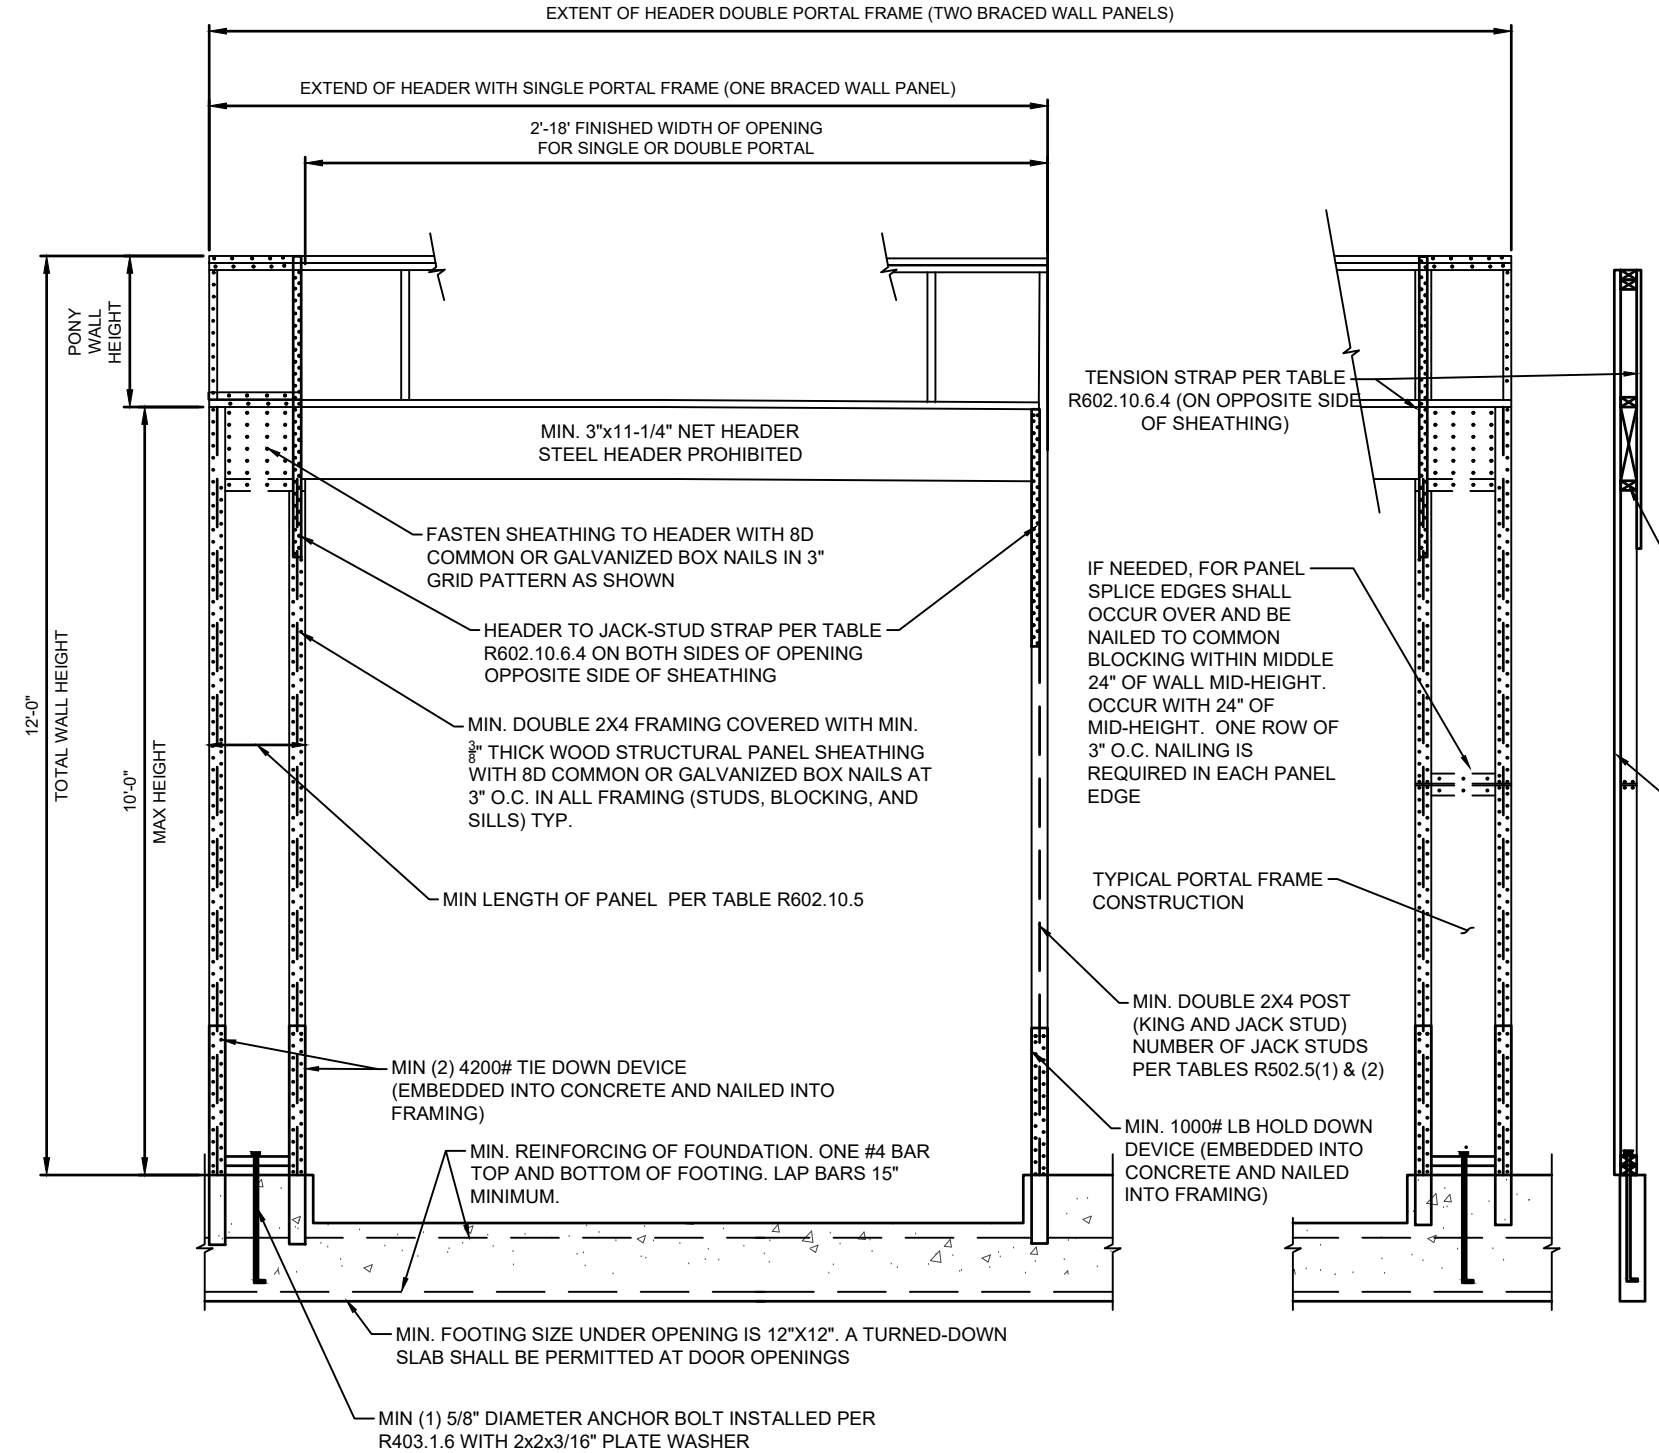 EXTENT OF HEADER DOUBLE PORTAL FRAME (TWO BRACED WALL PANELS)
EXTEND OF HEADER WITH SINGLE PORTAL FRAME (ONE BRACED WALL PANEL)
2'-18' FINISHED WIDTH OF OPENING
FOR SINGLE OR DOUBLE PORTAL
PONY
WALL
HEIGHT
12'-0"
TOTAL WALL HEIGHT
10'-0"
MAX HEIGHT
MIN. 3"x11-1/4" NET HEADER
STEEL HEADER PROHIBITED
TENSION STRAP PER TABLE
R602.10.6.4 (ON OPPOSITE SIDE
OF SHEATHING)
FASTEN SHEATHING TO HEADER WITH 8D
COMMON OR GALVANIZED BOX NAILS IN 3"
GRID PATTERN AS SHOWN
HEADER TO JACK-STUD STRAP PER TABLE
R602.10.6.4 ON BOTH SIDES OF OPENING
OPPOSITE SIDE OF SHEATHING
MIN. DOUBLE 2X4 FRAMING COVERED WITH MIN.
3/8" THICK WOOD STRUCTURAL PANEL SHEATHING
WITH 8D COMMON OR GALVANIZED BOX NAILS AT
3" O.C. IN ALL FRAMING (STUDS, BLOCKING, AND
SILLS) TYP.
MIN LENGTH OF PANEL PER TABLE R602.10.5
IF NEEDED, FOR PANEL
SPLICE EDGES SHALL
OCCUR OVER AND BE
NAILED TO COMMON
BLOCKING WITHIN MIDDLE
24" OF WALL MID-HEIGHT.
OCCUR WITH 24" OF
MID-HEIGHT. ONE ROW OF
3" O.C. NAILING IS
REQUIRED IN EACH PANEL
EDGE
TYPICAL PORTAL FRAME
CONSTRUCTION
MIN. DOUBLE 2X4 POST
(KING AND JACK STUD)
NUMBER OF JACK STUDS
PER TABLES R502.5(1) & (2)
MIN (2) 4200# TIE DOWN DEVICE
(EMBEDDED INTO CONCRETE AND NAILED INTO
FRAMING)
MIN. 1000# LB HOLD DOWN
DEVICE (EMBEDDED INTO
CONCRETE AND NAILED
INTO FRAMING)
MIN. REINFORCING OF FOUNDATION. ONE #4 BAR
TOP AND BOTTOM OF FOOTING. LAP BARS 15"
MINIMUM.
MIN. FOOTING SIZE UNDER OPENING IS 12"X12". A TURNED-DOWN
SLAB SHALL BE PERMITTED AT DOOR OPENINGS
MIN (1) 5/8" DIAMETER ANCHOR BOLT INSTALLED PER
R403.1.6 WITH 2x2x3/16" PLATE WASHER